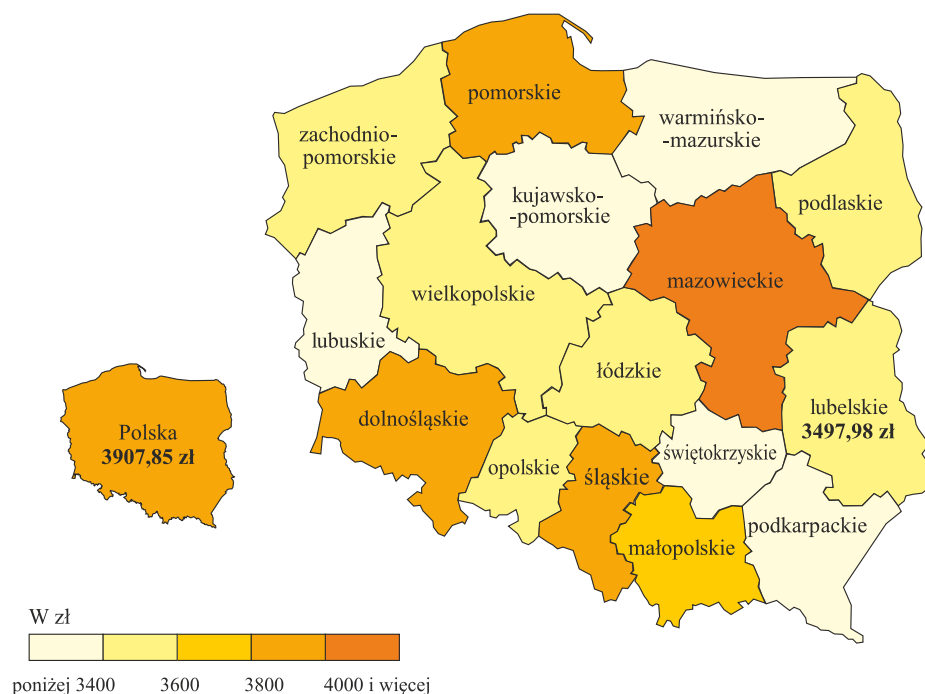 pomorskie
zachodnio-
pomorskie
warmińsko-
-mazurskie
kujawsko-
-pomorskie
podlaskie
mazowieckie
wielkopolskie
lubuskie
łódzkie
lubelskie
3497,98 zł
dolnośląskie
Polska
3907,85 zł
opolskie
śląskie
świętokrzyskie
podkarpackie
małopolskie
W zł
poniżej 3400 3600 3800 4000 i więcej